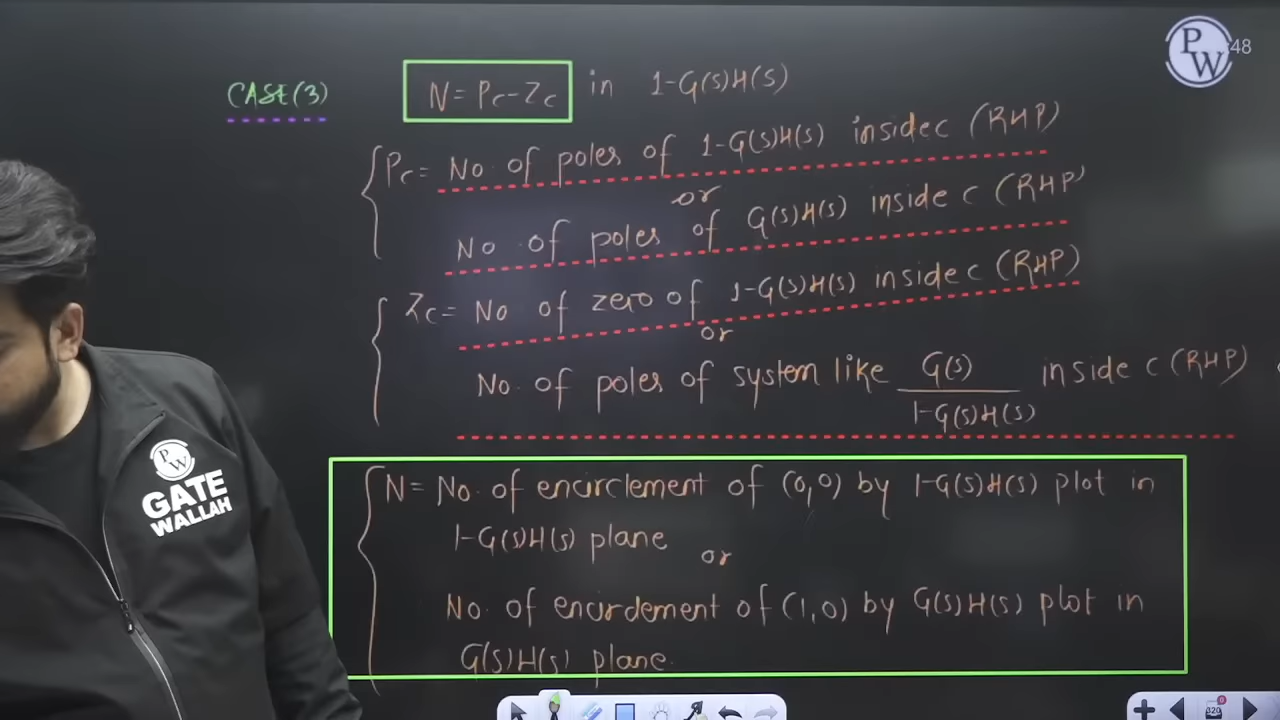 PW 48
CASE(3) N=Pc-Zc in 1-G(s)H(s)
Pc= No. of poles of 1-G(s)H(s) inside c (RHP)
or
No. of poles of G(s)H(s) inside c (RHP)
Zc= No of zero of 1-G(s)H(s) inside c (RHP)
or
No. of poles of system like G(s)/1-G(s)H(s) inside c (RHP)
N= No. of encirclement of (0,0) by 1-G(s)H(s) plot in
1-G(s)H(s) plane
or
No. of encirclement of (1,0) by G(s)H(s) plot in
G(s)H(s) plane.
PW
GATE
WALLAH